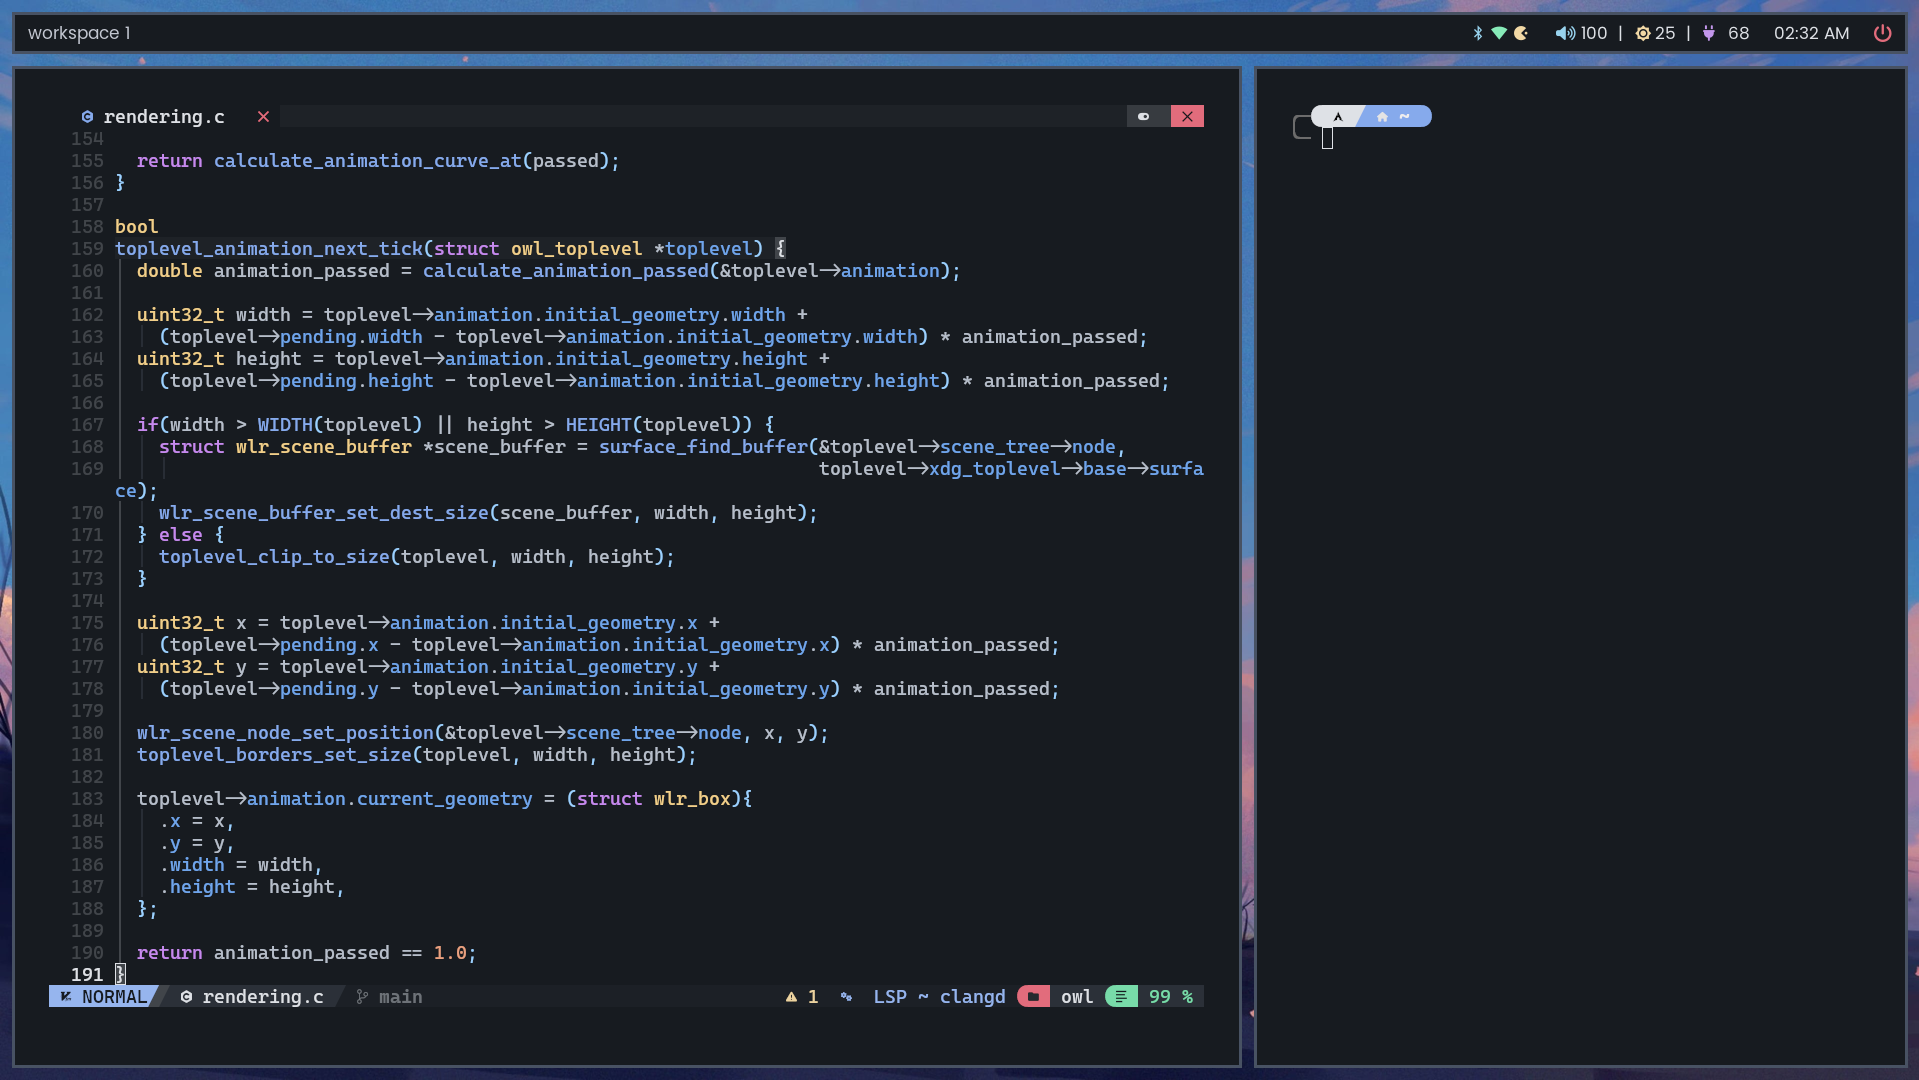 workspace 1
100 | 25 | 68 02:32 AM
rendering.c
154
155   return calculate_animation_curve_at(passed);
156 }
157
158 bool
159 toplevel_animation_next_tick(struct owl_toplevel *toplevel) {
160   double animation_passed = calculate_animation_passed(&toplevel->animation);
161
162   uint32_t width = toplevel->animation.initial_geometry.width +
163     (toplevel->pending.width - toplevel->animation.initial_geometry.width) * animation_passed;
164   uint32_t height = toplevel->animation.initial_geometry.height +
165     (toplevel->pending.height - toplevel->animation.initial_geometry.height) * animation_passed;
166
167   if(width > WIDTH(toplevel) || height > HEIGHT(toplevel)) {
168     struct wlr_scene_buffer *scene_buffer = surface_find_buffer(&toplevel->scene_tree->node,
169                                                                 toplevel->xdg_toplevel->base->surfa
ce);
170     wlr_scene_buffer_set_dest_size(scene_buffer, width, height);
171   } else {
172     toplevel_clip_to_size(toplevel, width, height);
173   }
174
175   uint32_t x = toplevel->animation.initial_geometry.x +
176     (toplevel->pending.x - toplevel->animation.initial_geometry.x) * animation_passed;
177   uint32_t y = toplevel->animation.initial_geometry.y +
178     (toplevel->pending.y - toplevel->animation.initial_geometry.y) * animation_passed;
179
180   wlr_scene_node_set_position(&toplevel->scene_tree->node, x, y);
181   toplevel_borders_set_size(toplevel, width, height);
182
183   toplevel->animation.current_geometry = (struct wlr_box){
184     .x = x,
185     .y = y,
186     .width = width,
187     .height = height,
188   };
189
190   return animation_passed == 1.0;
191 }
NORMAL rendering.c main 1 LSP ~ clangd owl 99 %
~